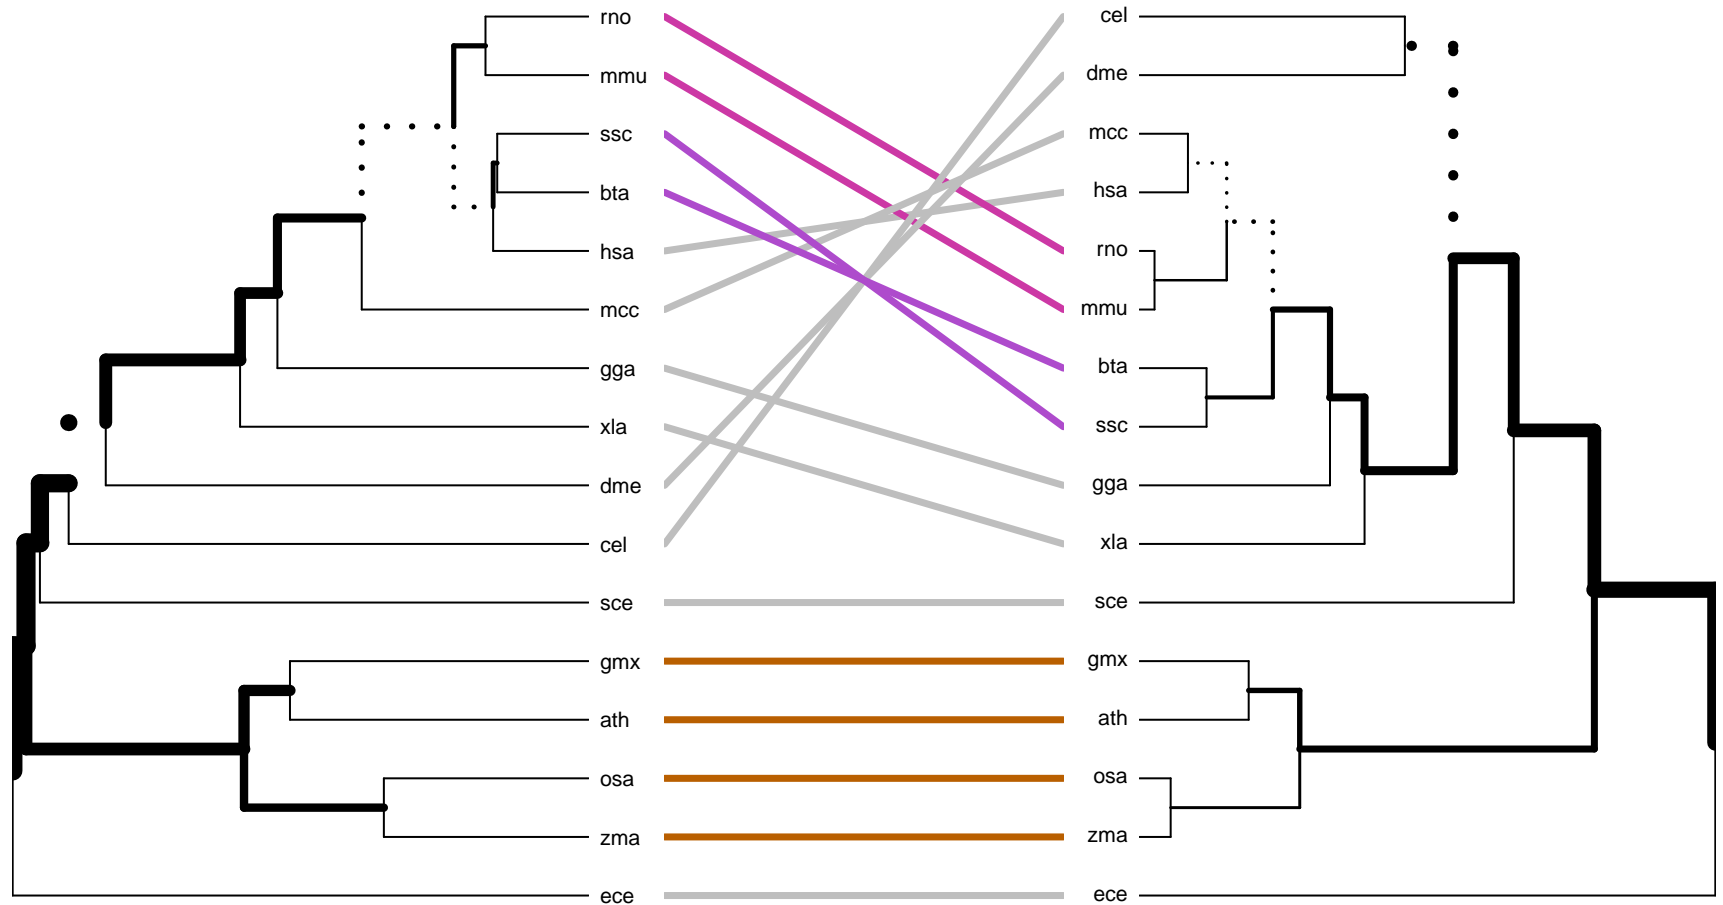 rno cel
mmu dme
ssc mcc
bta hsa
hsa rno
mcc mmu
gga bta
xla ssc
dme gga
cel xla
sce sce
gmx gmx
ath ath
osa osa
zma zma
ece ece